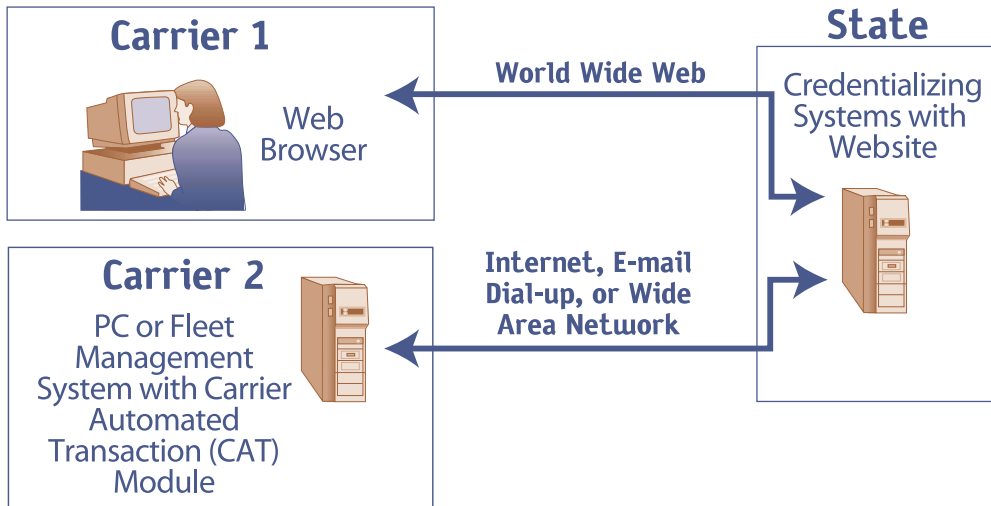 Carrier 1
Web
Browser
World Wide Web
State
Credentializing
Systems with
Website
Carrier 2
PC or Fleet
Management
System with Carrier
Automated
Transaction (CAT)
Module
Internet, E-mail
Dial-up, or Wide
Area Network